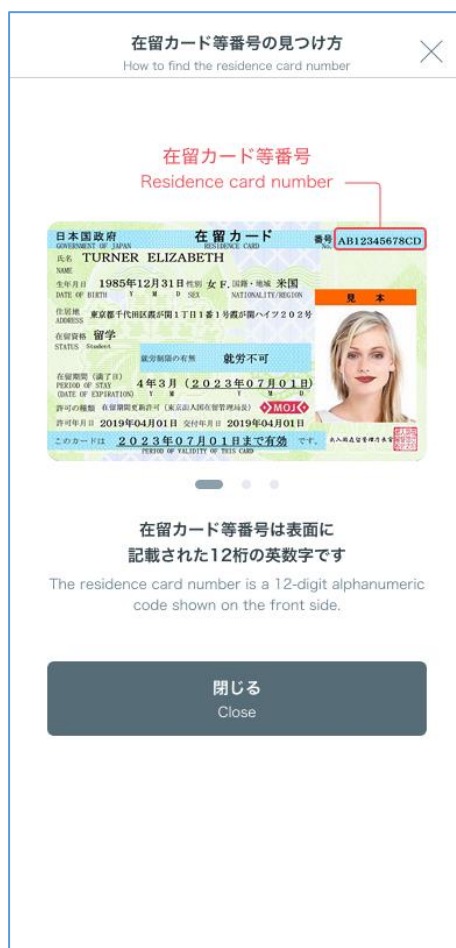 在留カード等番号の見つけ方
How to find the residence card number
在留カード等番号
Residence card number
日本国政府 在留カード 番号 AB12345678CD
GOVERNMENT OF JAPAN RESIDENCE CARD No.
氏名 TURNER ELIZABETH
NAME
生年月日 1985年12月31日 性別 女 F. 国籍・地域 米国
DATE OF BIRTH Y M D SEX NATIONALITY/REGION
見 本
住居地 東京都千代田区霞が関1丁目1番1号霞が関ハイツ202号
ADDRESS
在留資格 留学
STATUS Student
就労制限の有無 就労不可
在留期間(満了日) 4年3月(2023年07月01日)
PERIOD OF STAY
(DATE OF EXPIRATION) Y M Y M D
許可の種類 在留期間更新許可(東京出入国在留管理局長) MOJ
許可年月日 2019年04月01日 交付年月日 2019年04月01日
このカードは 2023年07月01日まで有効 です。
PERIOD OF VALIDITY OF THIS CARD
出入国在留管理庁長官
在留カード等番号は表面に
記載された12桁の英数字です
The residence card number is a 12-digit alphanumeric
code shown on the front side.
閉じる
Close